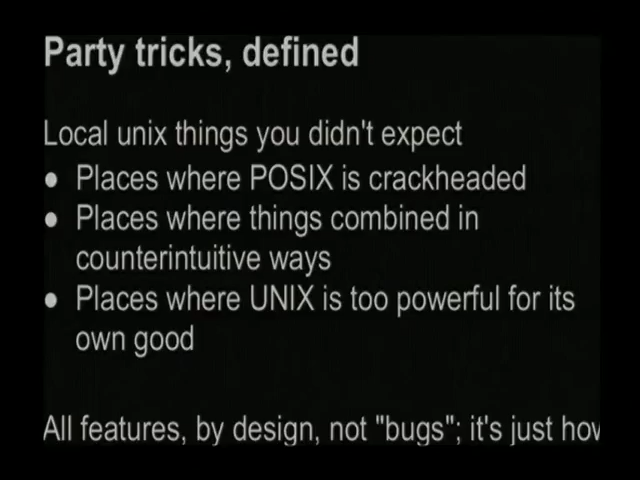 Party tricks, defined
Local unix things you didn't expect
● Places where POSIX is crackheaded
● Places where things combined in
counterintuitive ways
● Places where UNIX is too powerful for its
own good
All features, by design, not "bugs"; it's just